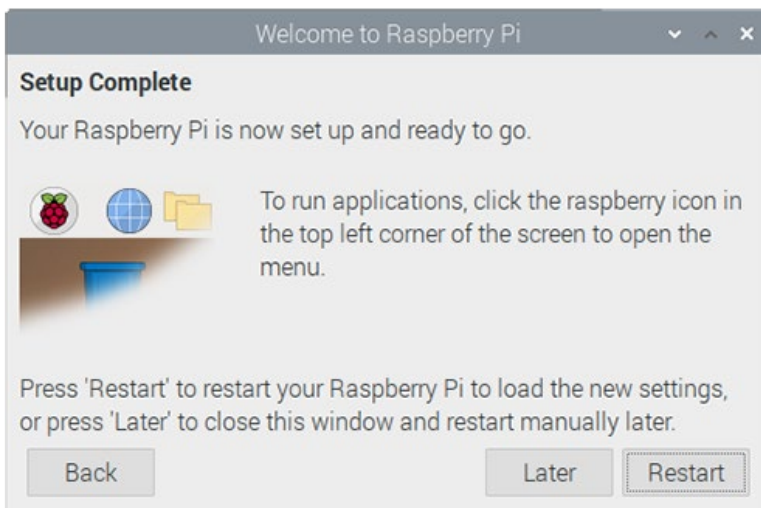 Welcome to Raspberry Pi
Setup Complete
Your Raspberry Pi is now set up and ready to go.
To run applications, click the raspberry icon in
the top left corner of the screen to open the
menu.
Press 'Restart' to restart your Raspberry Pi to load the new settings,
or press 'Later' to close this window and restart manually later.
Back
Later
Restart